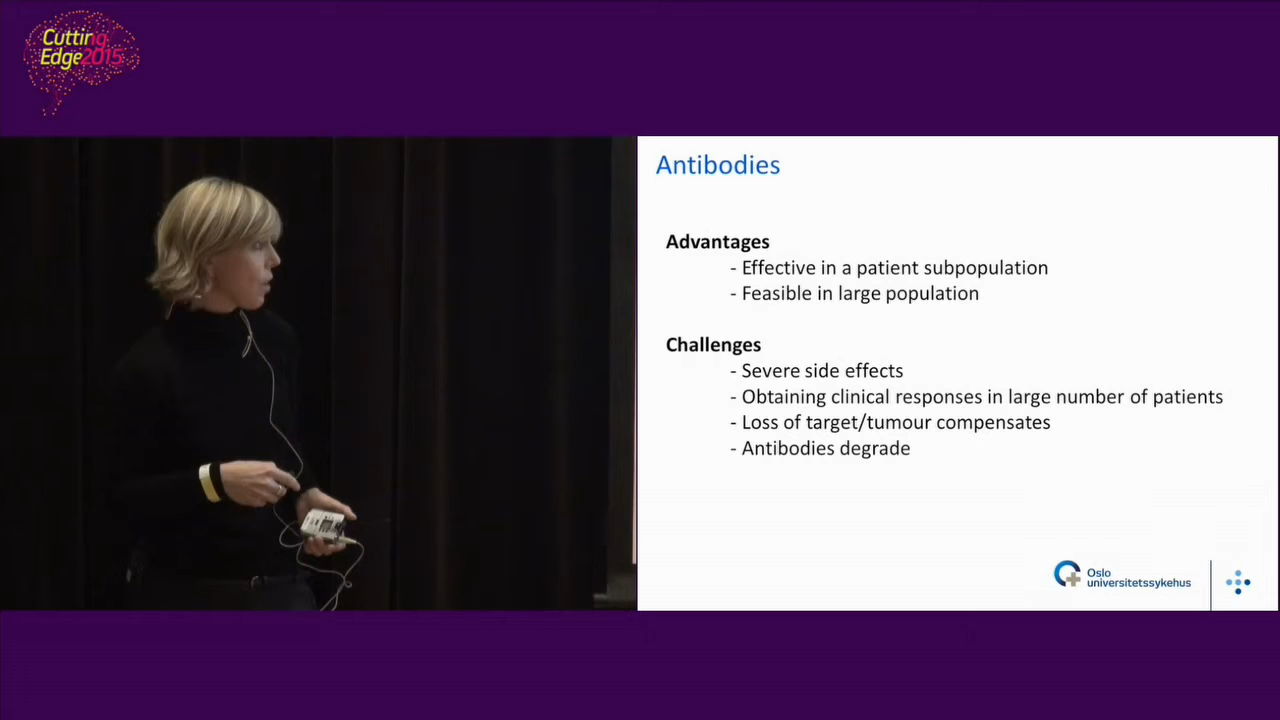 Cutting
Edge2015
Antibodies
Advantages
- Effective in a patient subpopulation
- Feasible in large population
Challenges
- Severe side effects
- Obtaining clinical responses in large number of patients
- Loss of target/tumour compensates
- Antibodies degrade
Oslo
universitetssykehus